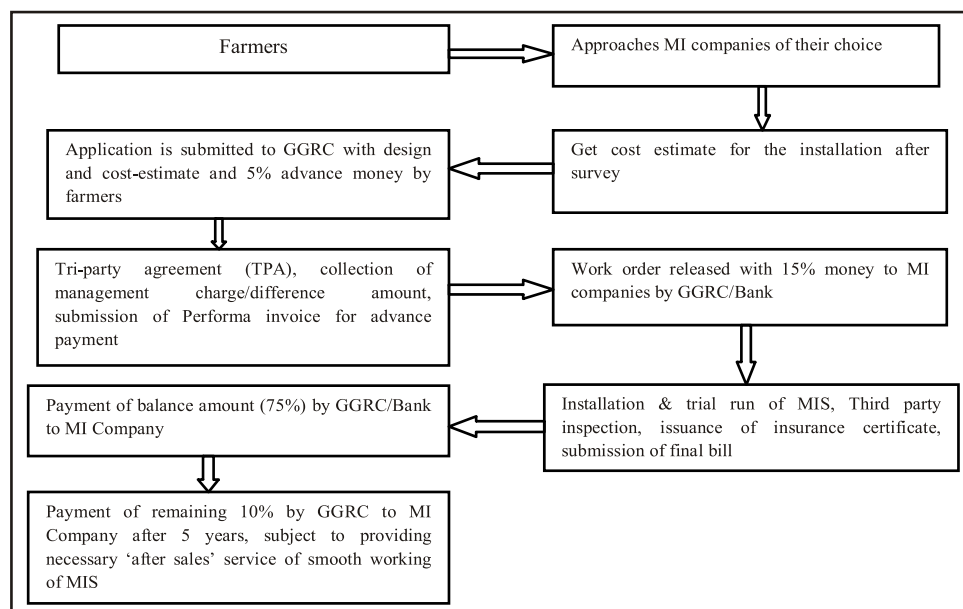 Farmers
Approaches MI companies of their choice
Get cost estimate for the installation after
survey
Application is submitted to GGRC with design
and cost-estimate and 5% advance money by
farmers
Tri-party agreement (TPA), collection of
management charge/difference amount,
submission of Performa invoice for advance
payment
Work order released with 15% money to MI
companies by GGRC/Bank
Installation & trial run of MIS, Third party
inspection, issuance of insurance certificate,
submission of final bill
Payment of balance amount (75%) by GGRC/Bank
to MI Company
Payment of remaining 10% by GGRC to MI
Company after 5 years, subject to providing
necessary ‘after sales’ service of smooth working
of MIS